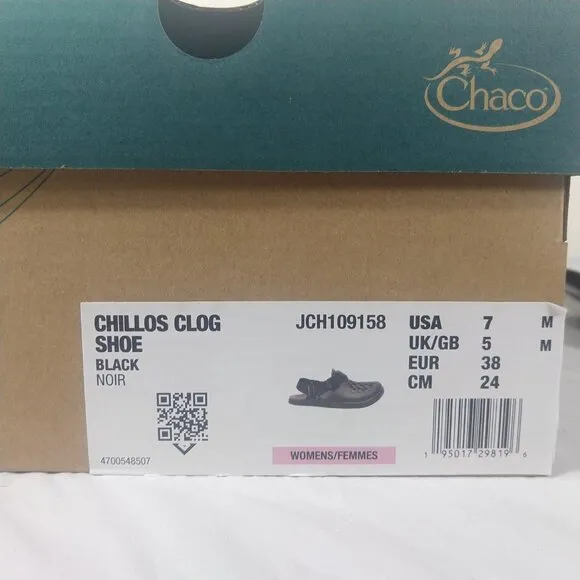 Chaco
CHILLOS CLOG
SHOE
BLACK
NOIR
4700548507
JCH109158
WOMENS/FEMMES
USA 7 M
UK/GB 5 M
EUR 38
CM 24
1 95017 29819 6